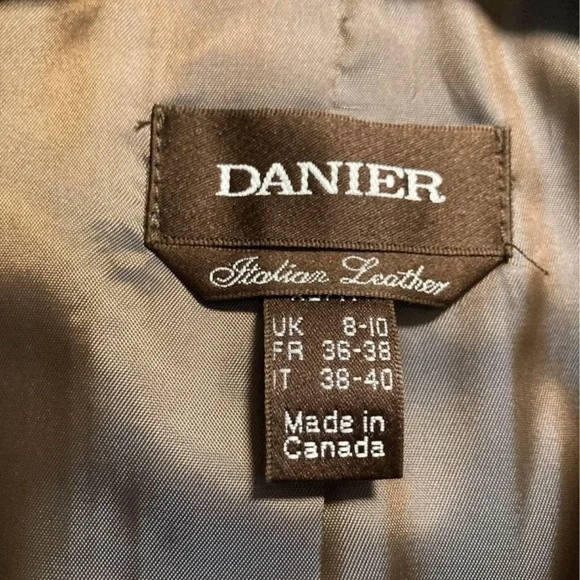 DANIER
Italian Leather
UK 8-10
FR 36-38
IT 38-40
Made in
Canada